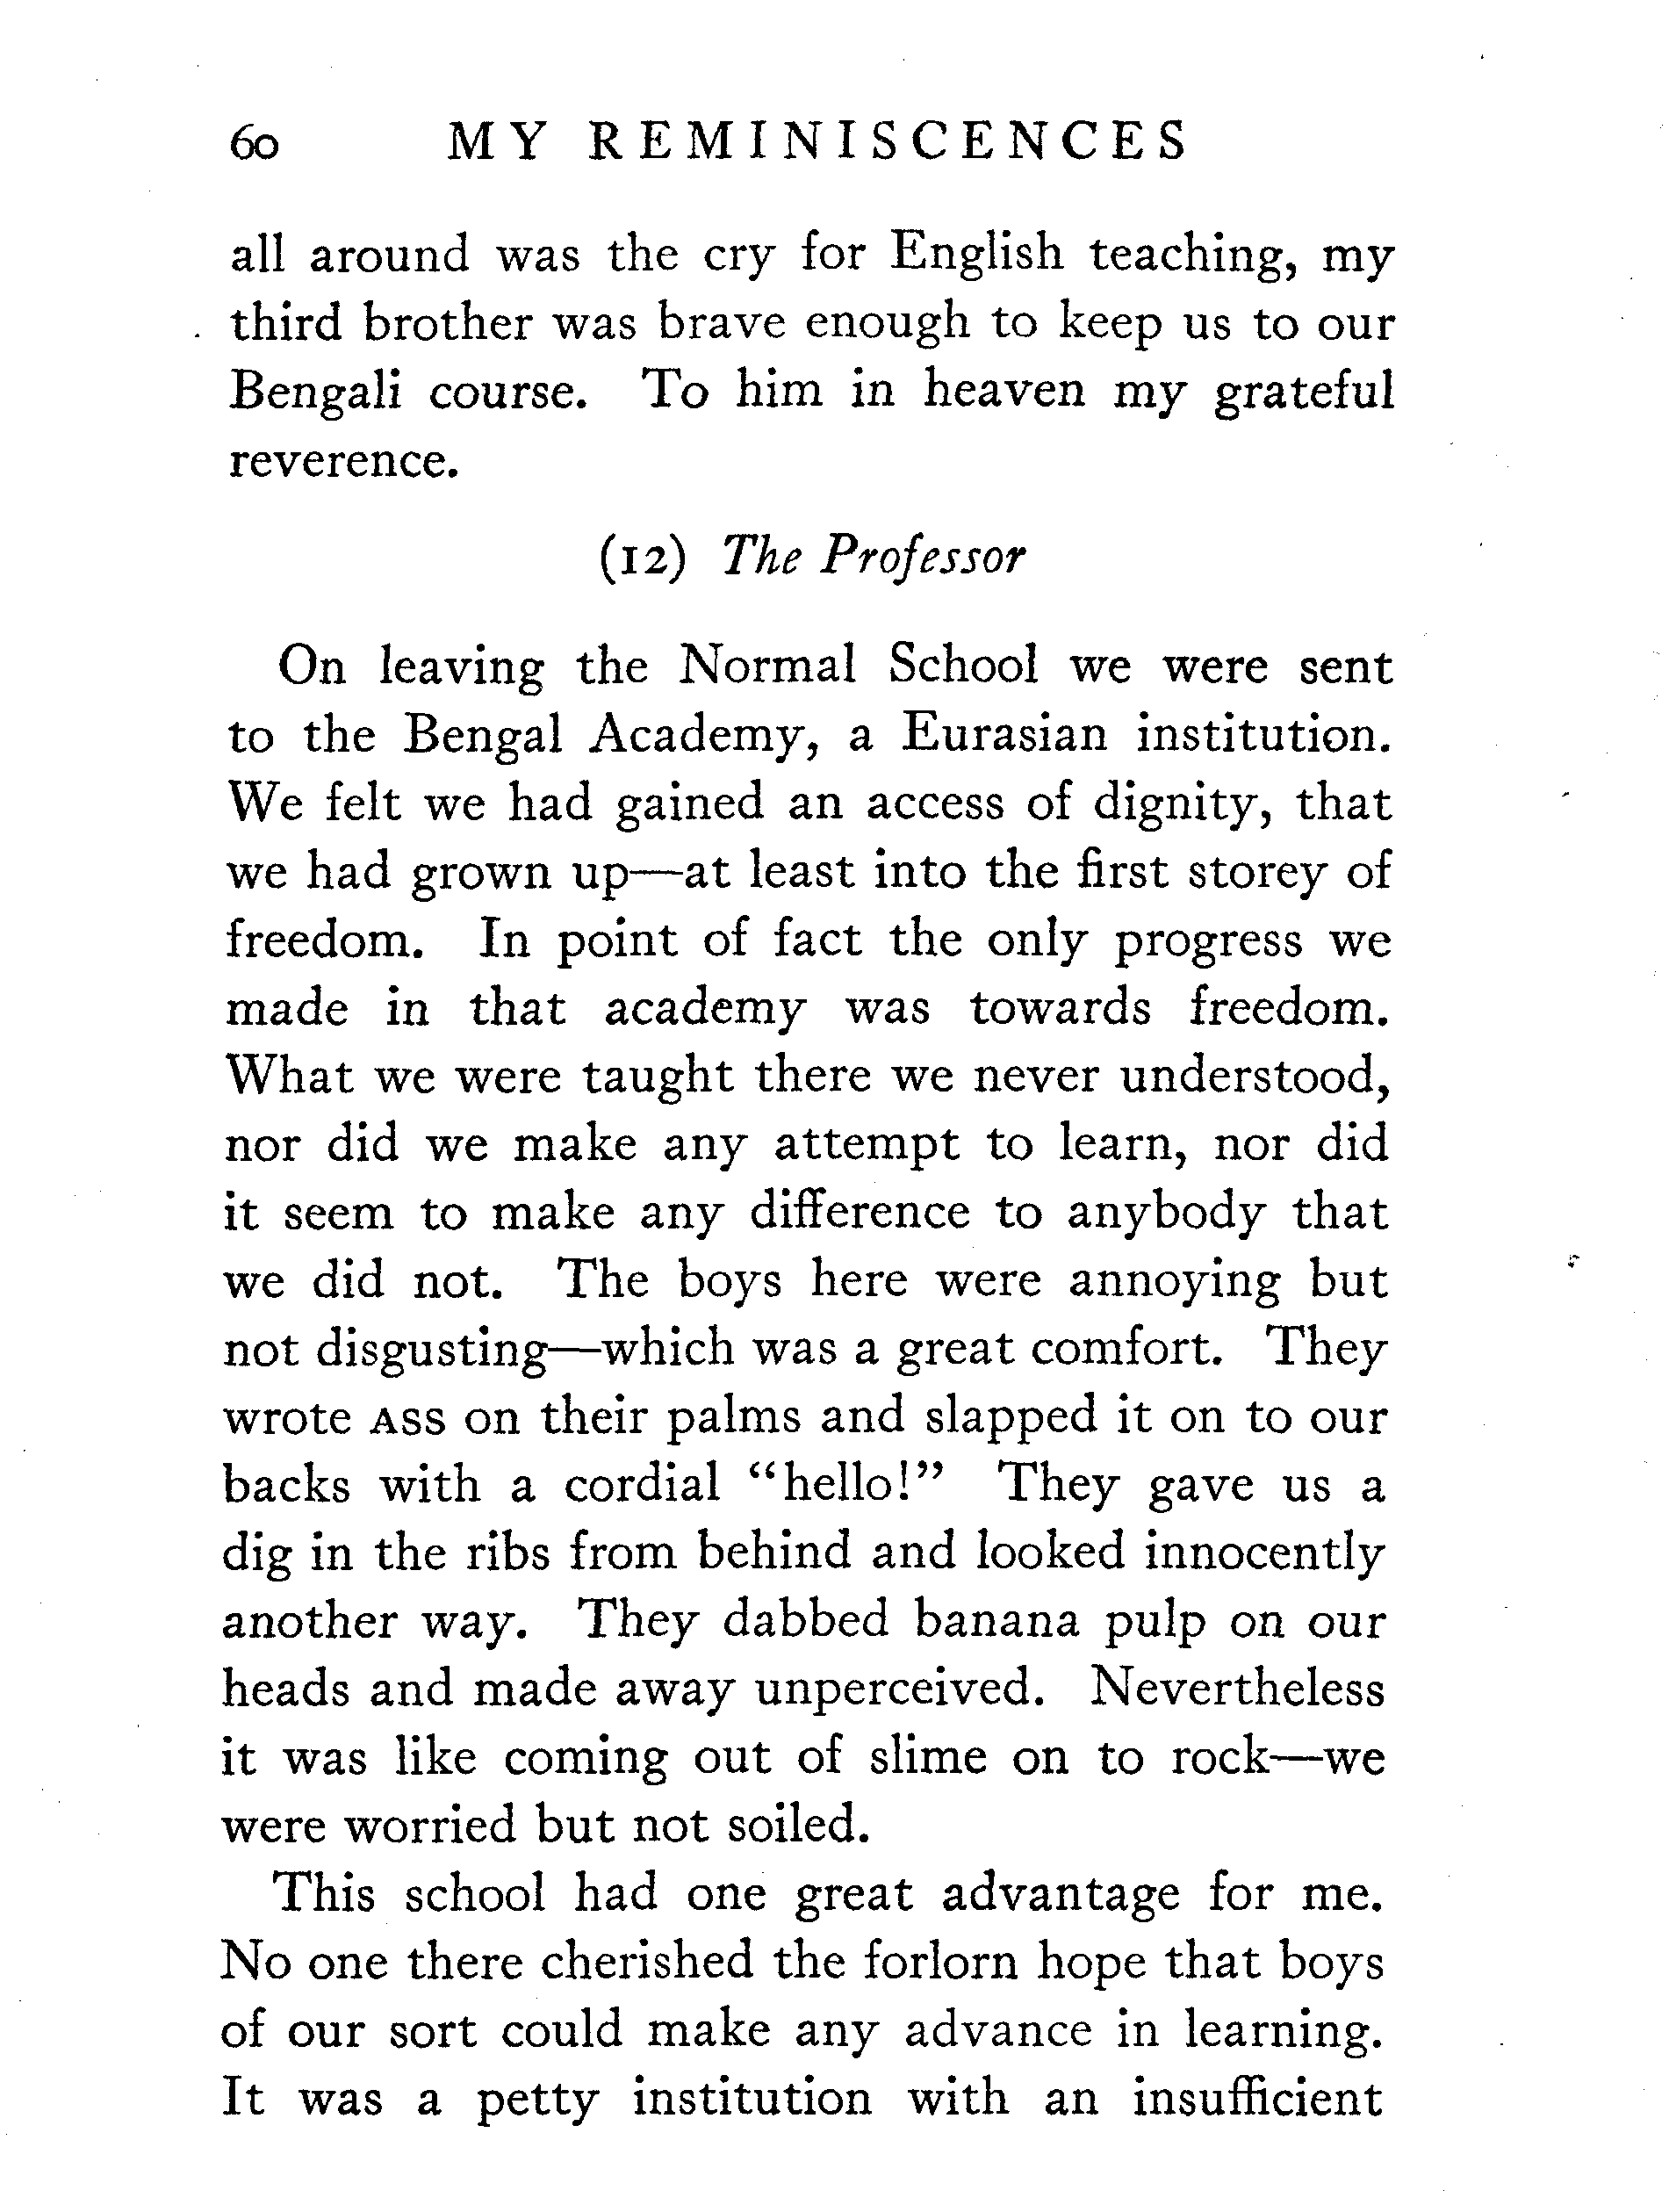 60 MY REMINISCENCES
all around was the cry for English teaching, my
third brother was brave enough to keep us to our
Bengali course. To him in heaven my grateful
reverence.
(12) The Professor
On leaving the Normal School we were sent
to the Bengal Academy, a Eurasian institution.
We felt we had gained an access of dignity, that
we had grown up—at least into the first storey of
freedom. In point of fact the only progress we
made in that academy was towards freedom.
What we were taught there we never understood,
nor did we make any attempt to learn, nor did
it seem to make any difference to anybody that
we did not. The boys here were annoying but
not disgusting—which was a great comfort. They
wrote ASS on their palms and slapped it on to our
backs with a cordial “hello!” They gave us a
dig in the ribs from behind and looked innocently
another way. They dabbed banana pulp on our
heads and made away unperceived. Nevertheless
it was like coming out of slime on to rock—we
were worried but not soiled.
This school had one great advantage for me.
No one there cherished the forlorn hope that boys
of our sort could make any advance in learning.
It was a petty institution with an insufficient